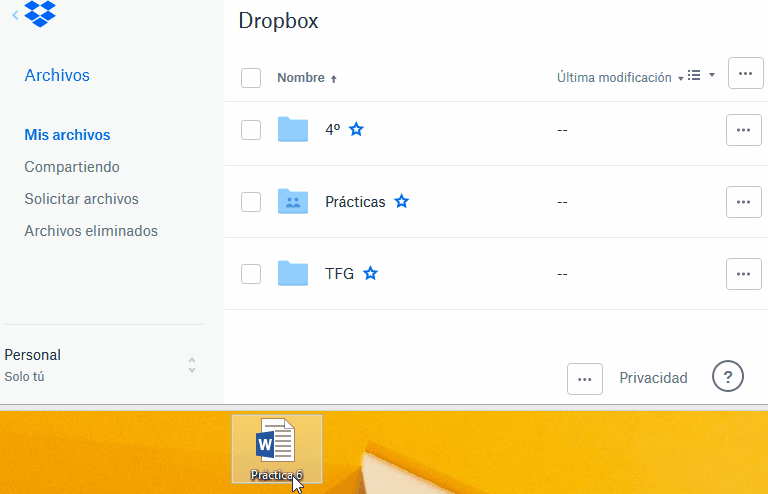 Dropbox
Archivos
Nombre
Última modificación
Mis archivos
4º
--
Compartiendo
Solicitar archivos
Prácticas
--
Archivos eliminados
TFG
--
Personal
Solo tú
Privacidad
?
W
Práctica 6